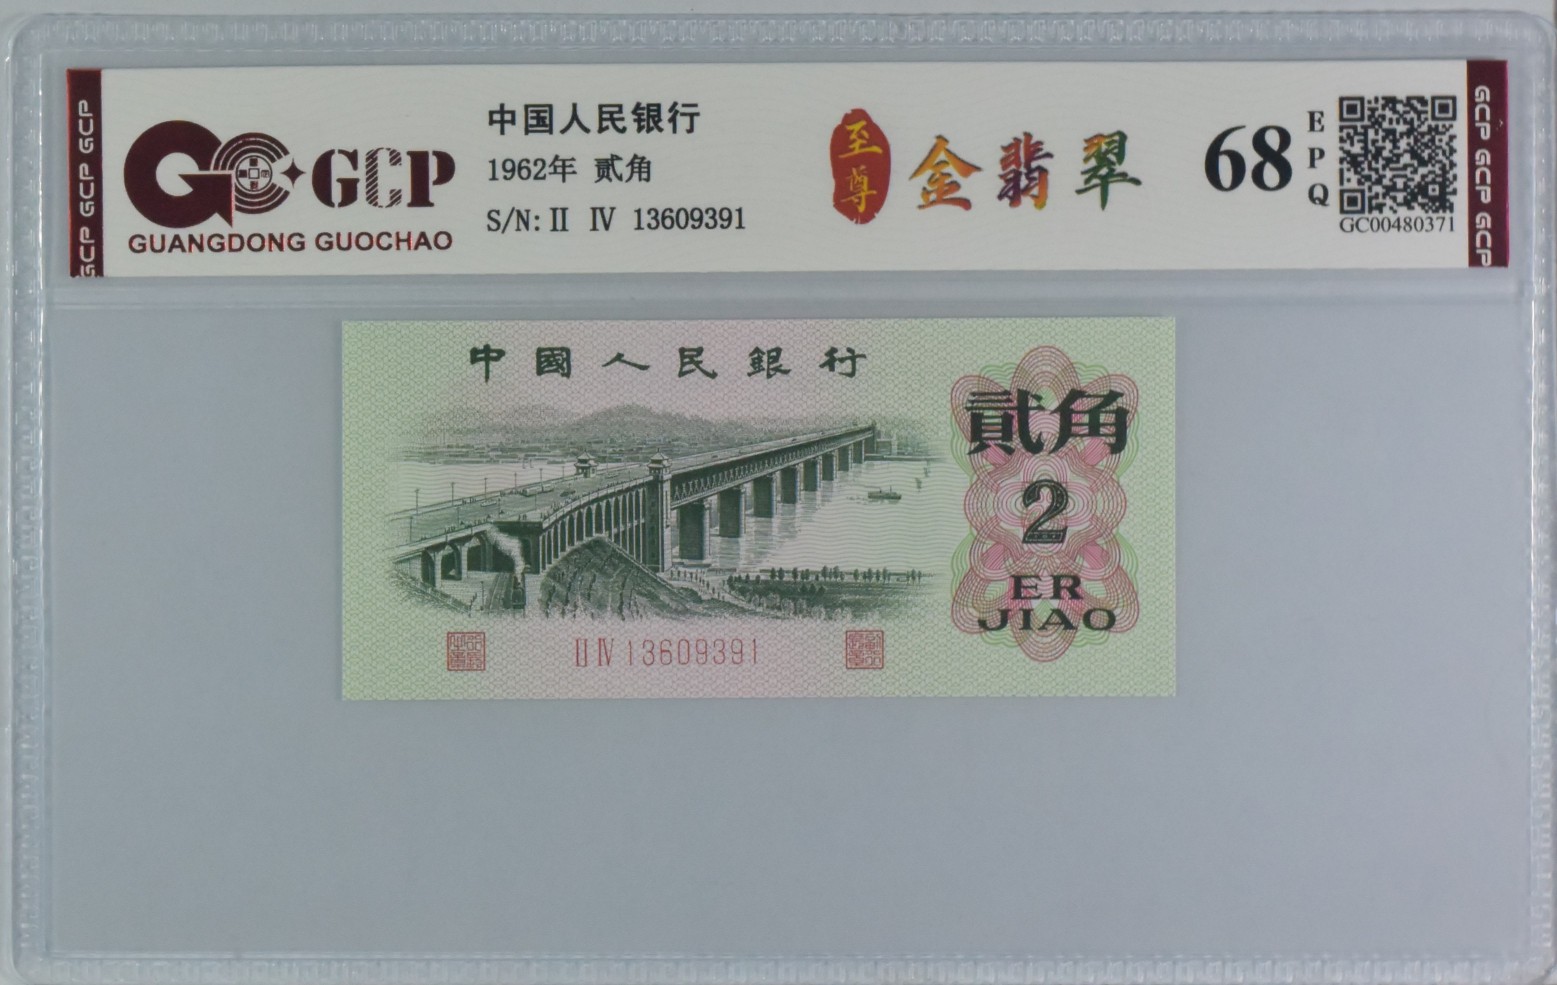 GCP GCP GCP
GCP
GUANGDONG GUOCHAO
中国人民银行
1962年 贰角
S/N: Ⅱ Ⅳ 13609391
至尊
金翡翠
68
EPQ
GC00480371
GCP GCP GCP
中國人民銀行
貳角
2
ER
JIAO
Ⅱ Ⅳ 13609391